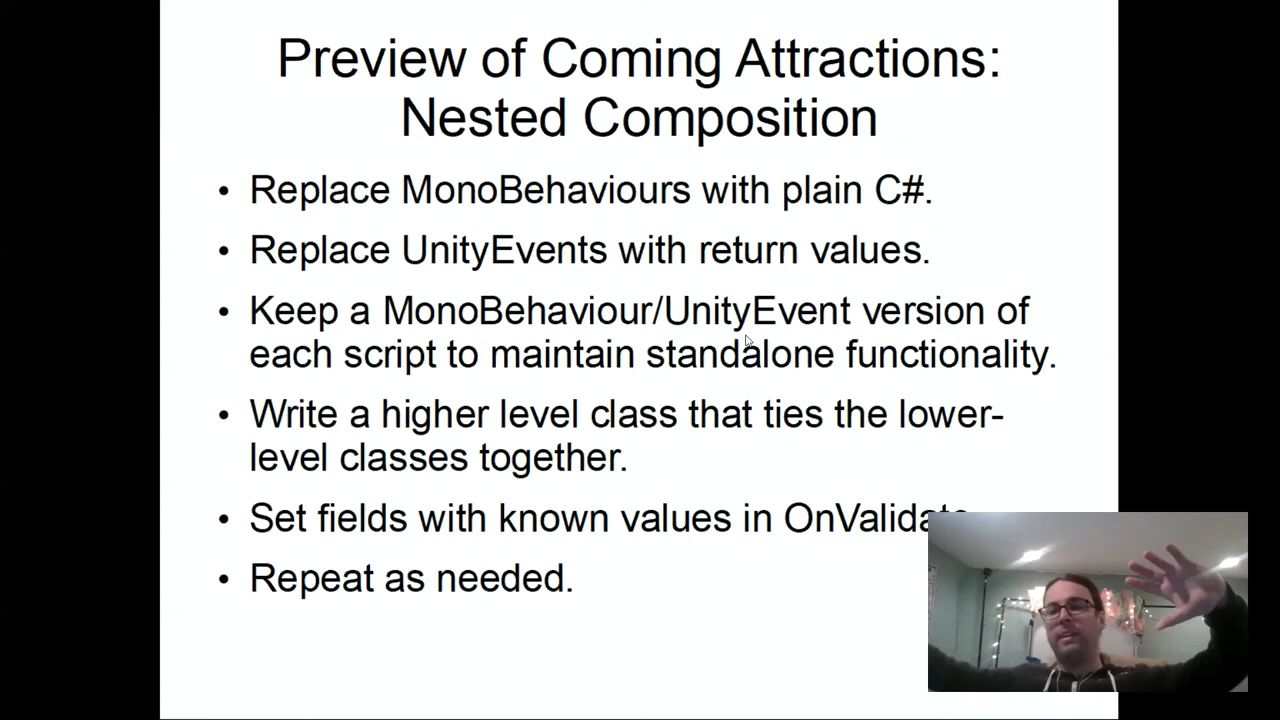 Preview of Coming Attractions:
Nested Composition
• Replace MonoBehaviours with plain C#.
• Replace UnityEvents with return values.
• Keep a MonoBehaviour/UnityEvent version of
each script to maintain standalone functionality.
• Write a higher level class that ties the lower-
level classes together.
• Set fields with known values in OnValidate
• Repeat as needed.